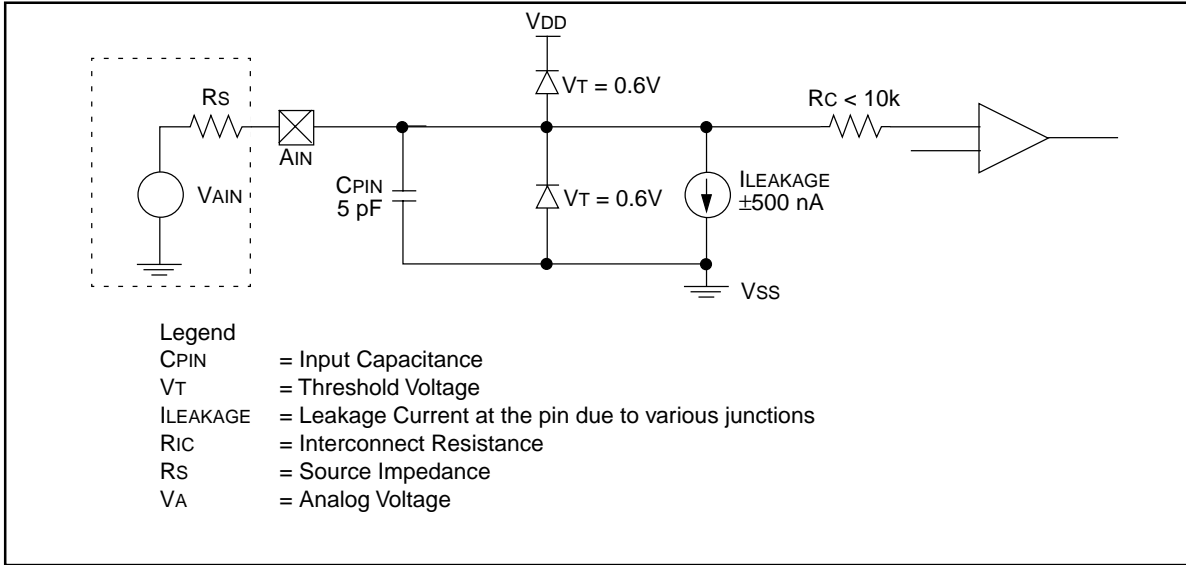 VDD
VT = 0.6V
RS
RC < 10k
AIN
VAIN
CPIN
5 pF
VT = 0.6V
ILEAKAGE
±500 nA
VSS
Legend
CPIN = Input Capacitance
VT = Threshold Voltage
ILEAKAGE = Leakage Current at the pin due to various junctions
RIC = Interconnect Resistance
RS = Source Impedance
VA = Analog Voltage